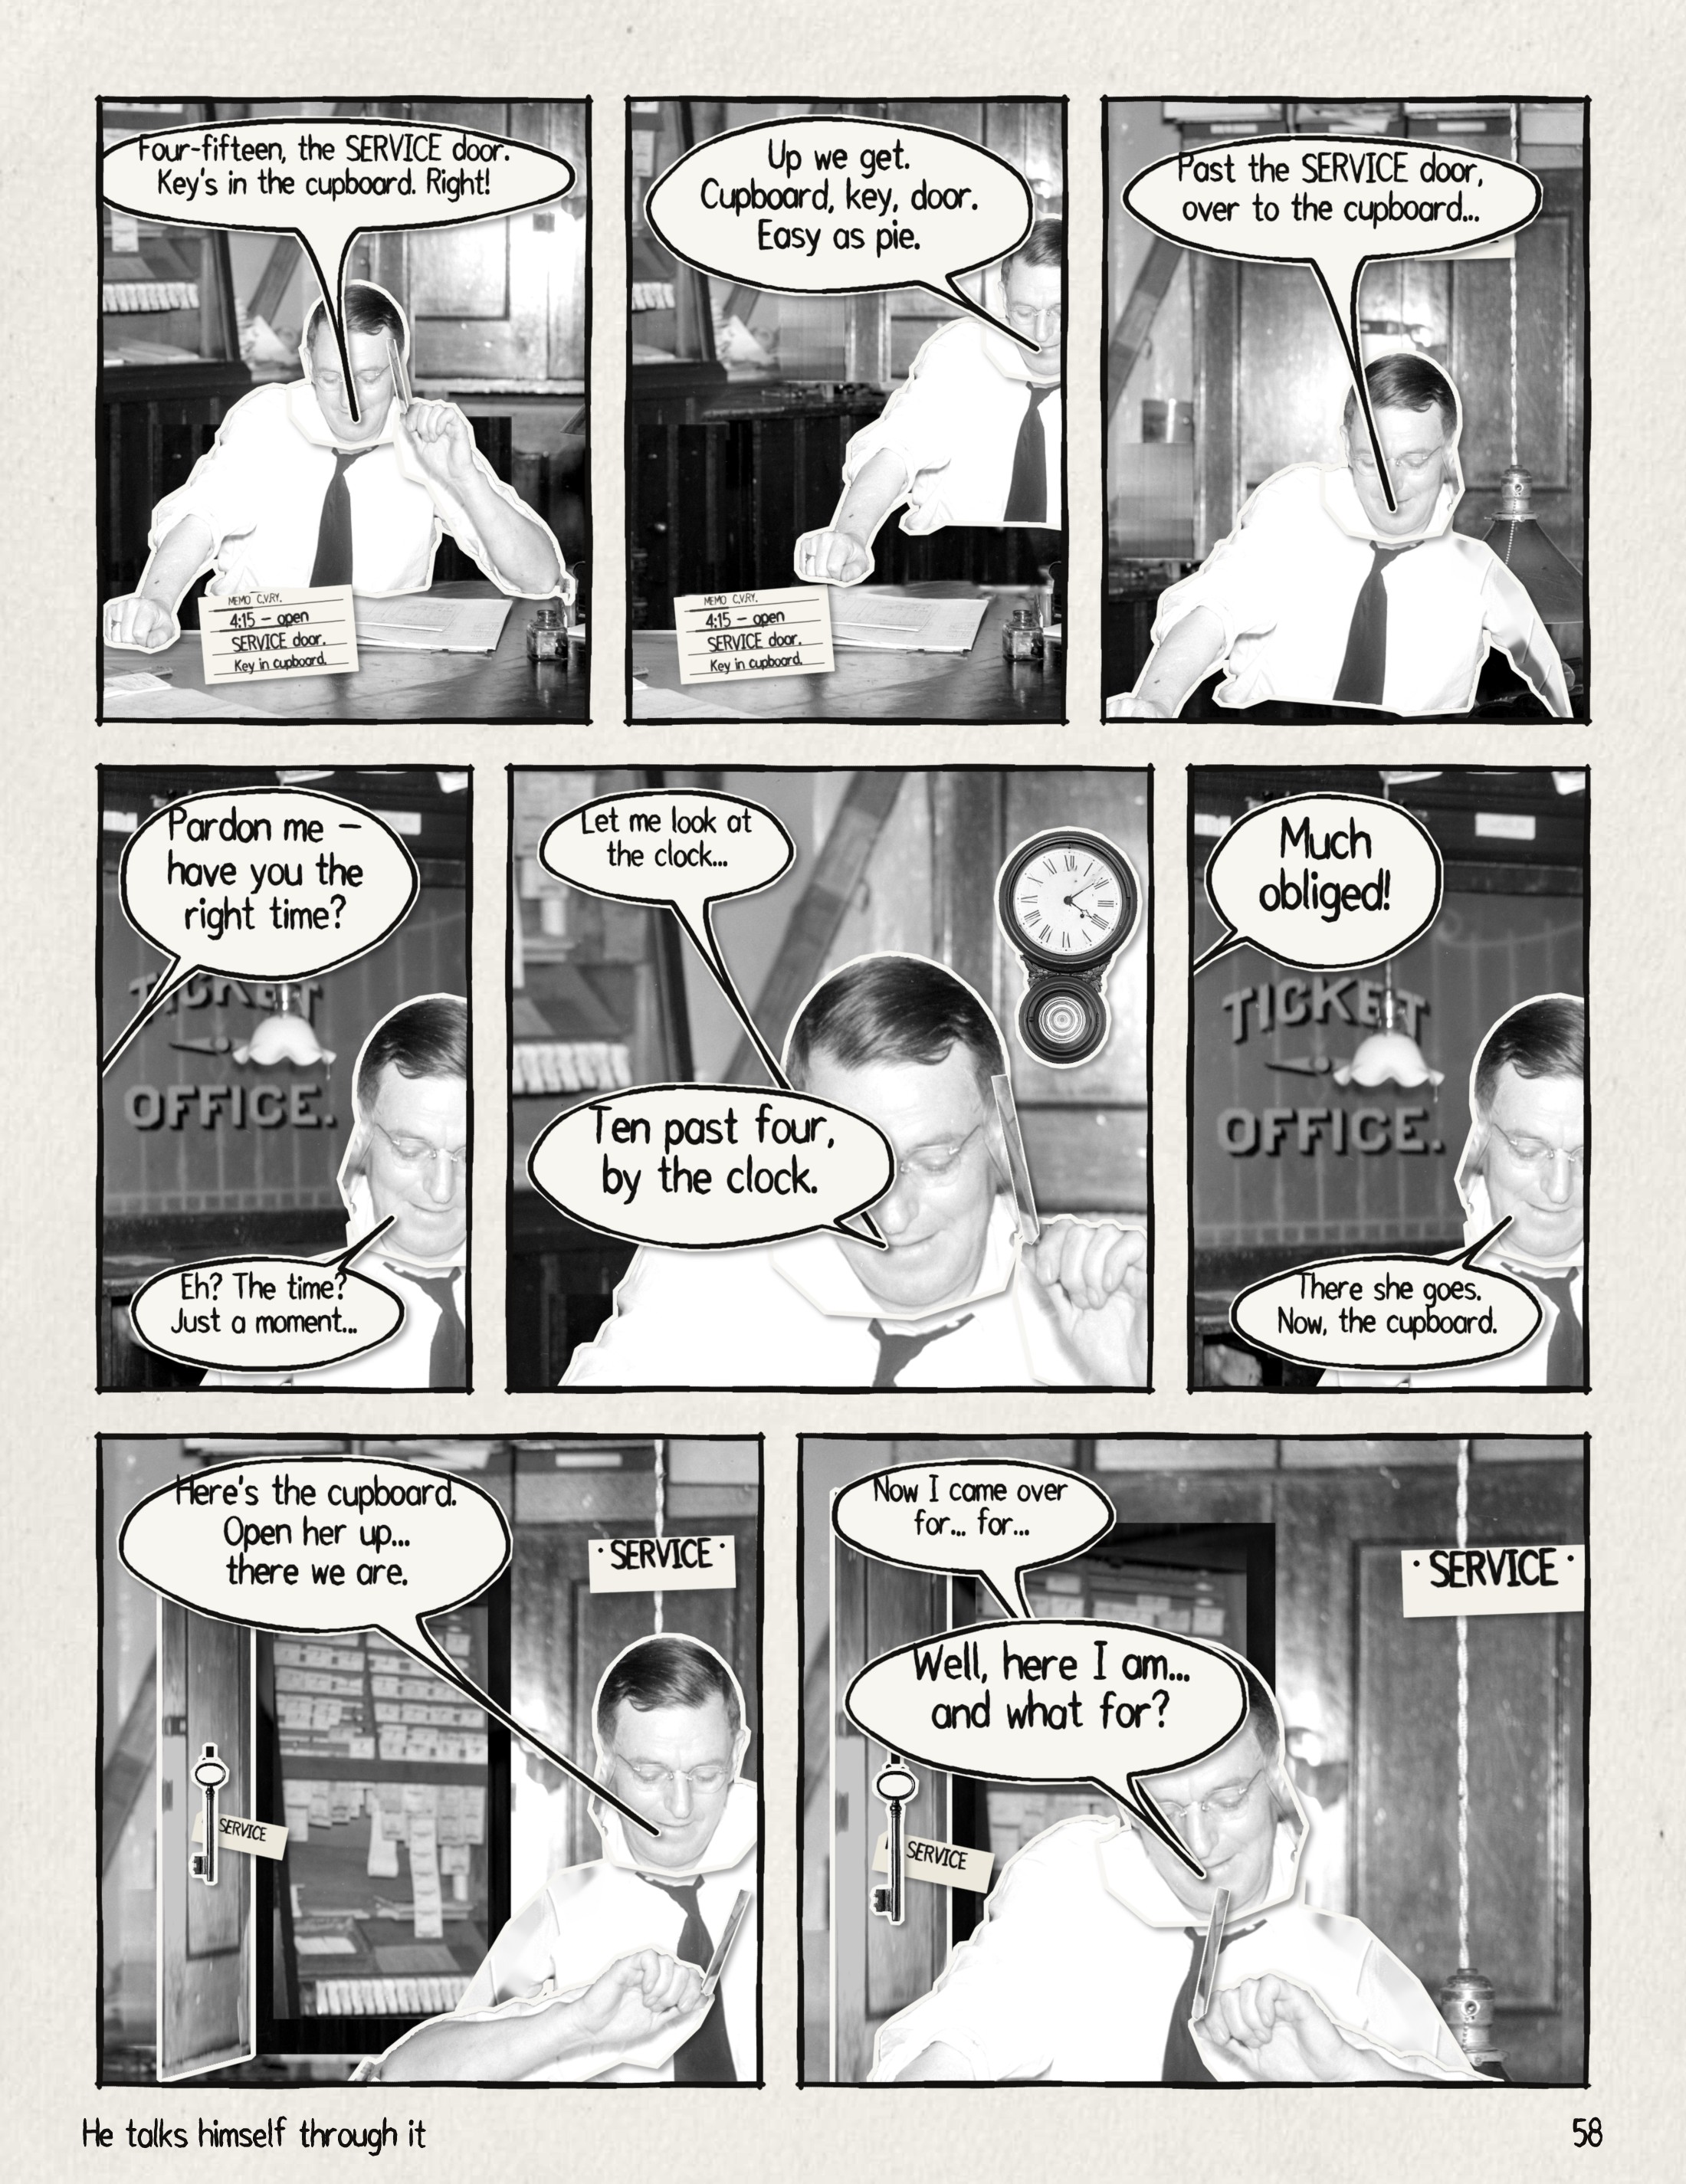 Four-fifteen, the SERVICE door.
Key's in the cupboard. Right!
MEMO C.V.RY.
4:15 – open
SERVICE door.
Key in cupboard.
Up we get.
Cupboard, key, door.
Easy as pie.
MEMO C.V.RY.
4:15 – open
SERVICE door.
Key in cupboard.
Past the SERVICE door,
over to the cupboard...
Pardon me –
have you the
right time?
TICKET
OFFICE.
Eh? The time?
Just a moment...
Let me look at
the clock...
Ten past four,
by the clock.
Much
obliged!
TICKET
OFFICE.
There she goes.
Now, the cupboard.
Here's the cupboard.
Open her up...
there we are.
· SERVICE ·
SERVICE
Now I came over
for... for...
Well, here I am...
and what for?
· SERVICE ·
SERVICE
He talks himself through it
58